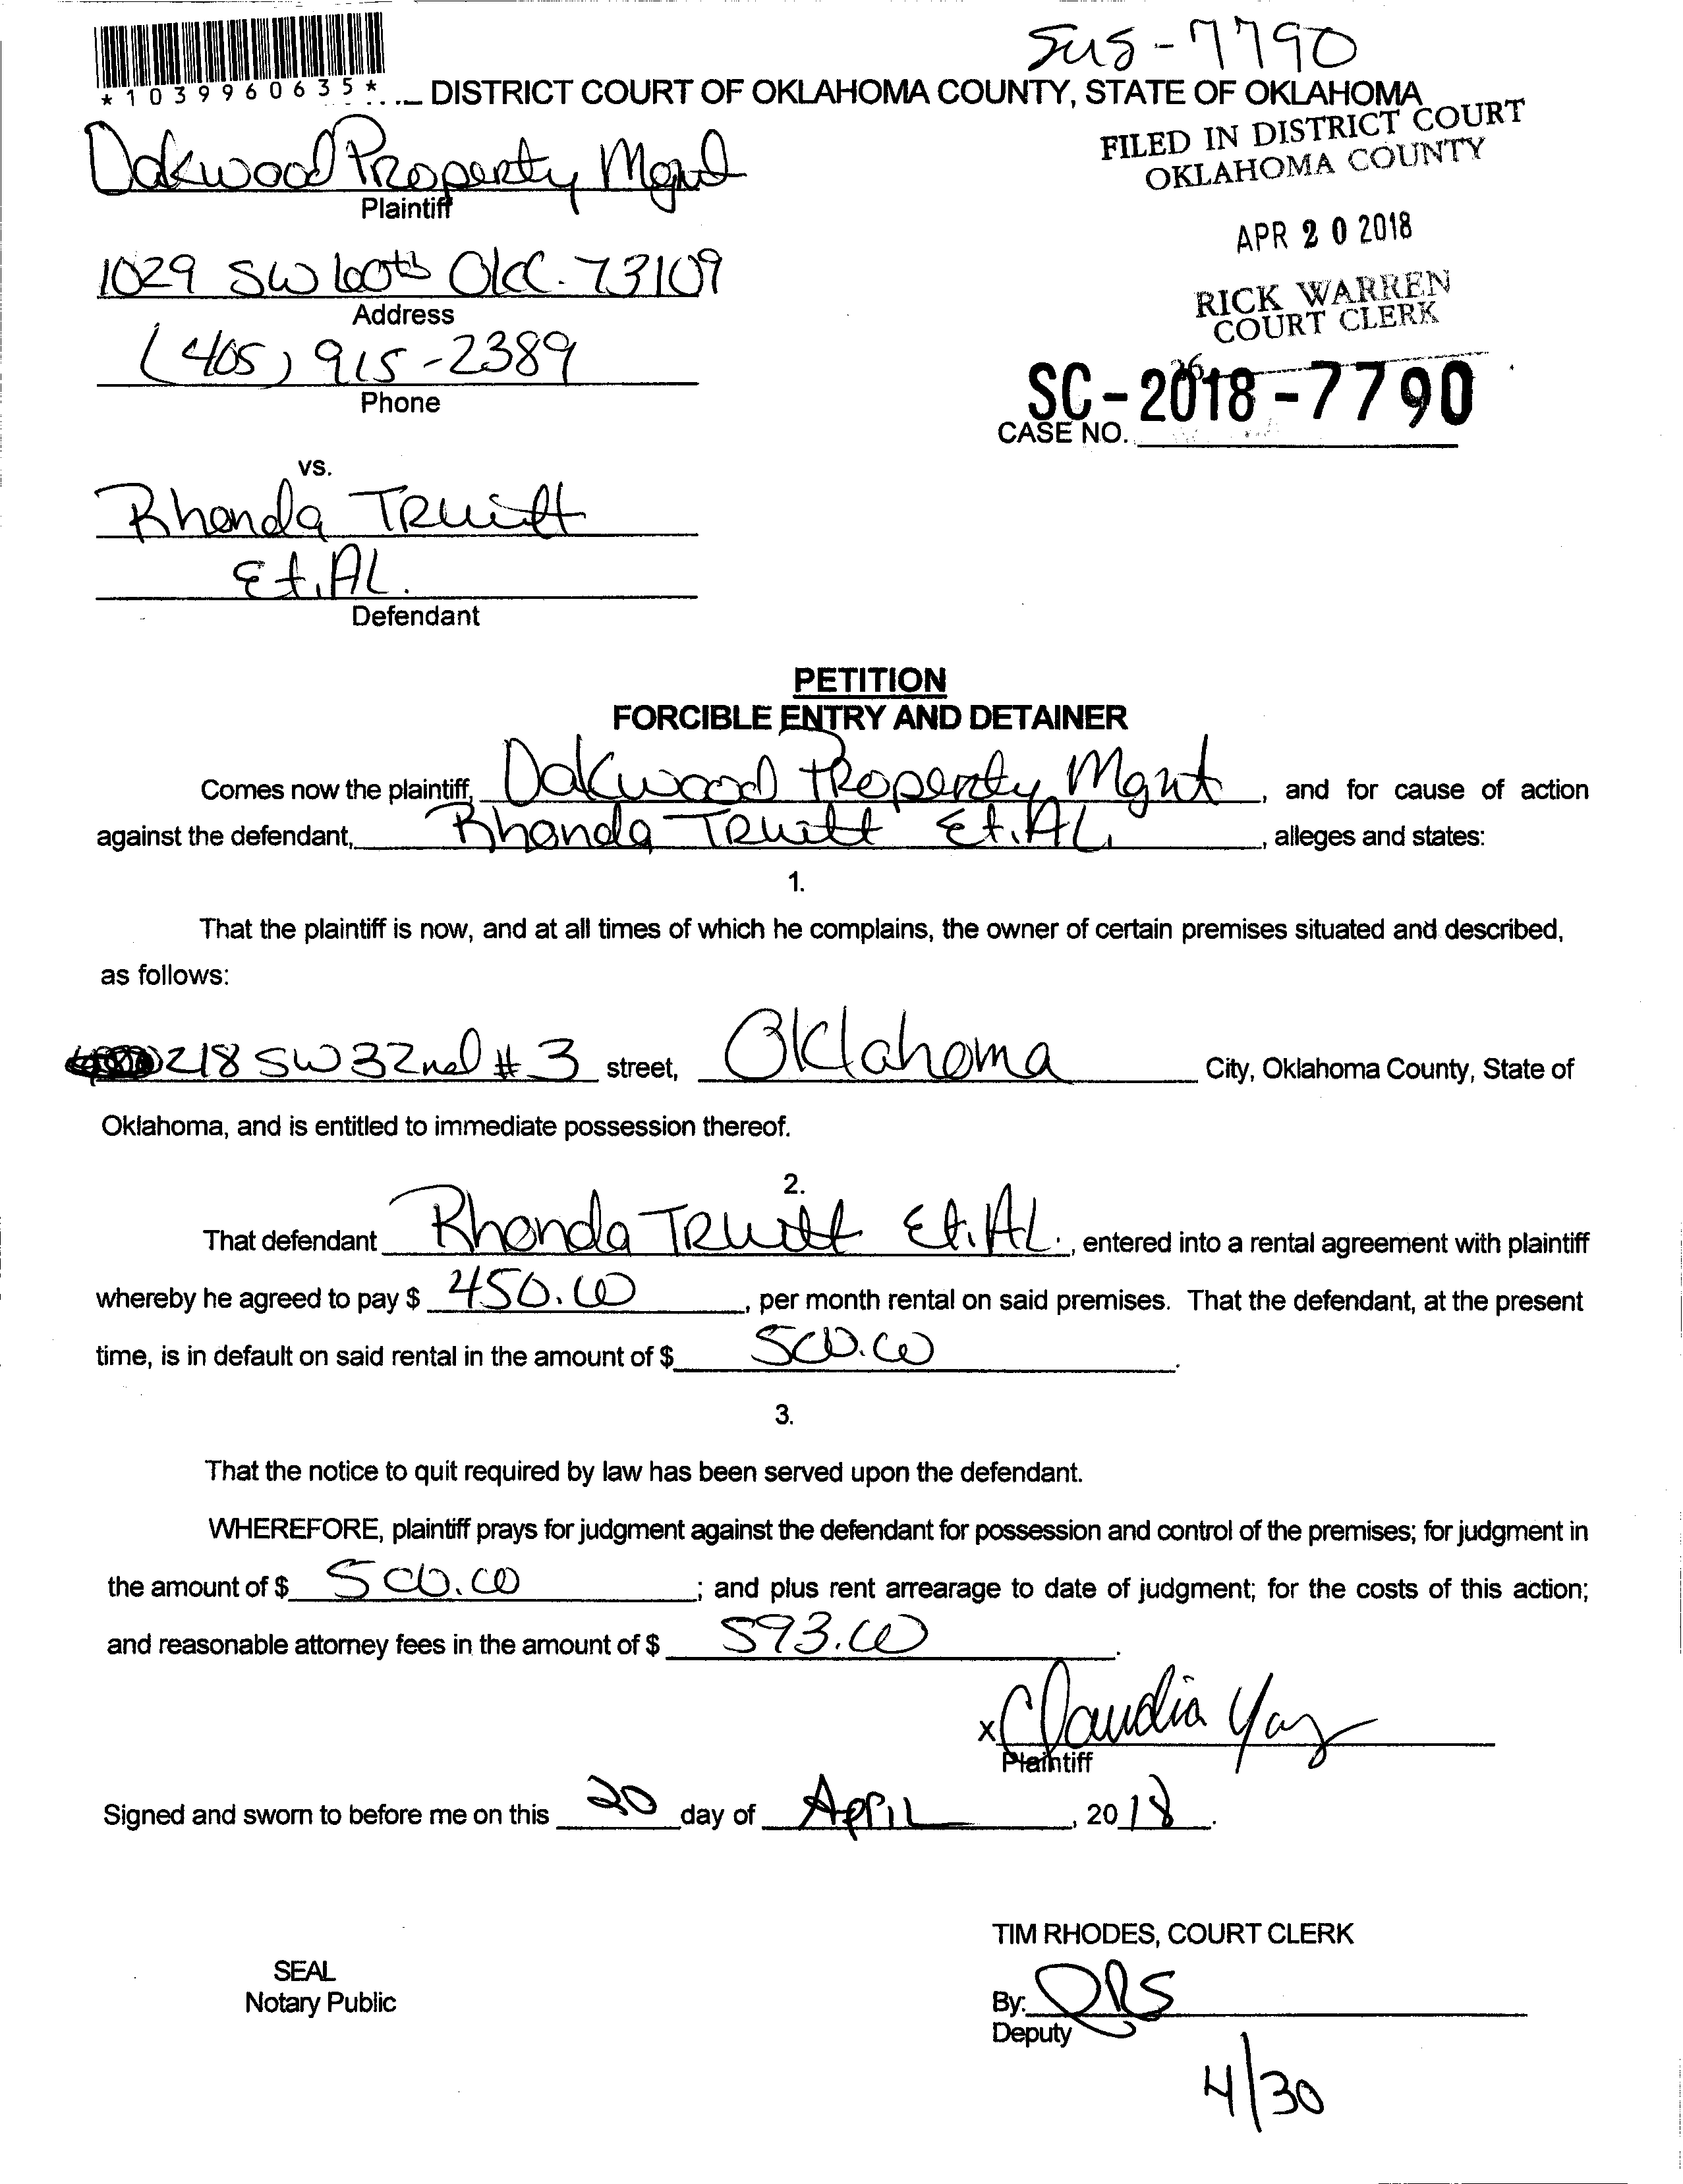 *1039960635*
7790
DISTRICT COURT OF OKLAHOMA COUNTY, STATE OF OKLAHOMA
FILED IN DISTRICT COURT
OKLAHOMA COUNTY
Oakwood Property Mgmt
Plaintiff
APR 20 2018
1029 SW 60th OKC. 73109
Address
RICK WARREN
COURT CLERK
(405) 915-2389
Phone
SC-2018-7790
CASE NO.
vs.
Rhonda Truitt
Et. AL.
Defendant
PETITION
FORCIBLE ENTRY AND DETAINER
Comes now the plaintiff, Oakwood Property Mgnt, and for cause of action
against the defendant, Rhonda Truitt Et. AL, alleges and states:
1.
That the plaintiff is now, and at all times of which he complains, the owner of certain premises situated and described,
as follows:
218 SW 32nd # 3 street, Oklahoma City, Oklahoma County, State of
Oklahoma, and is entitled to immediate possession thereof.
2.
That defendant Rhonda Truitt Et. AL., entered into a rental agreement with plaintiff
whereby he agreed to pay $ 450.00, per month rental on said premises. That the defendant, at the present
time, is in default on said rental in the amount of $ 500.00.
3.
That the notice to quit required by law has been served upon the defendant.
WHEREFORE, plaintiff prays for judgment against the defendant for possession and control of the premises; for judgment in
the amount of $ 500.00; and plus rent arrearage to date of judgment; for the costs of this action;
and reasonable attorney fees in the amount of $ 593.00.
x Claudia
Plaintiff
Signed and sworn to before me on this 20 day of April, 2018.
TIM RHODES, COURT CLERK
SEAL
Notary Public
By:
Deputy
4/30